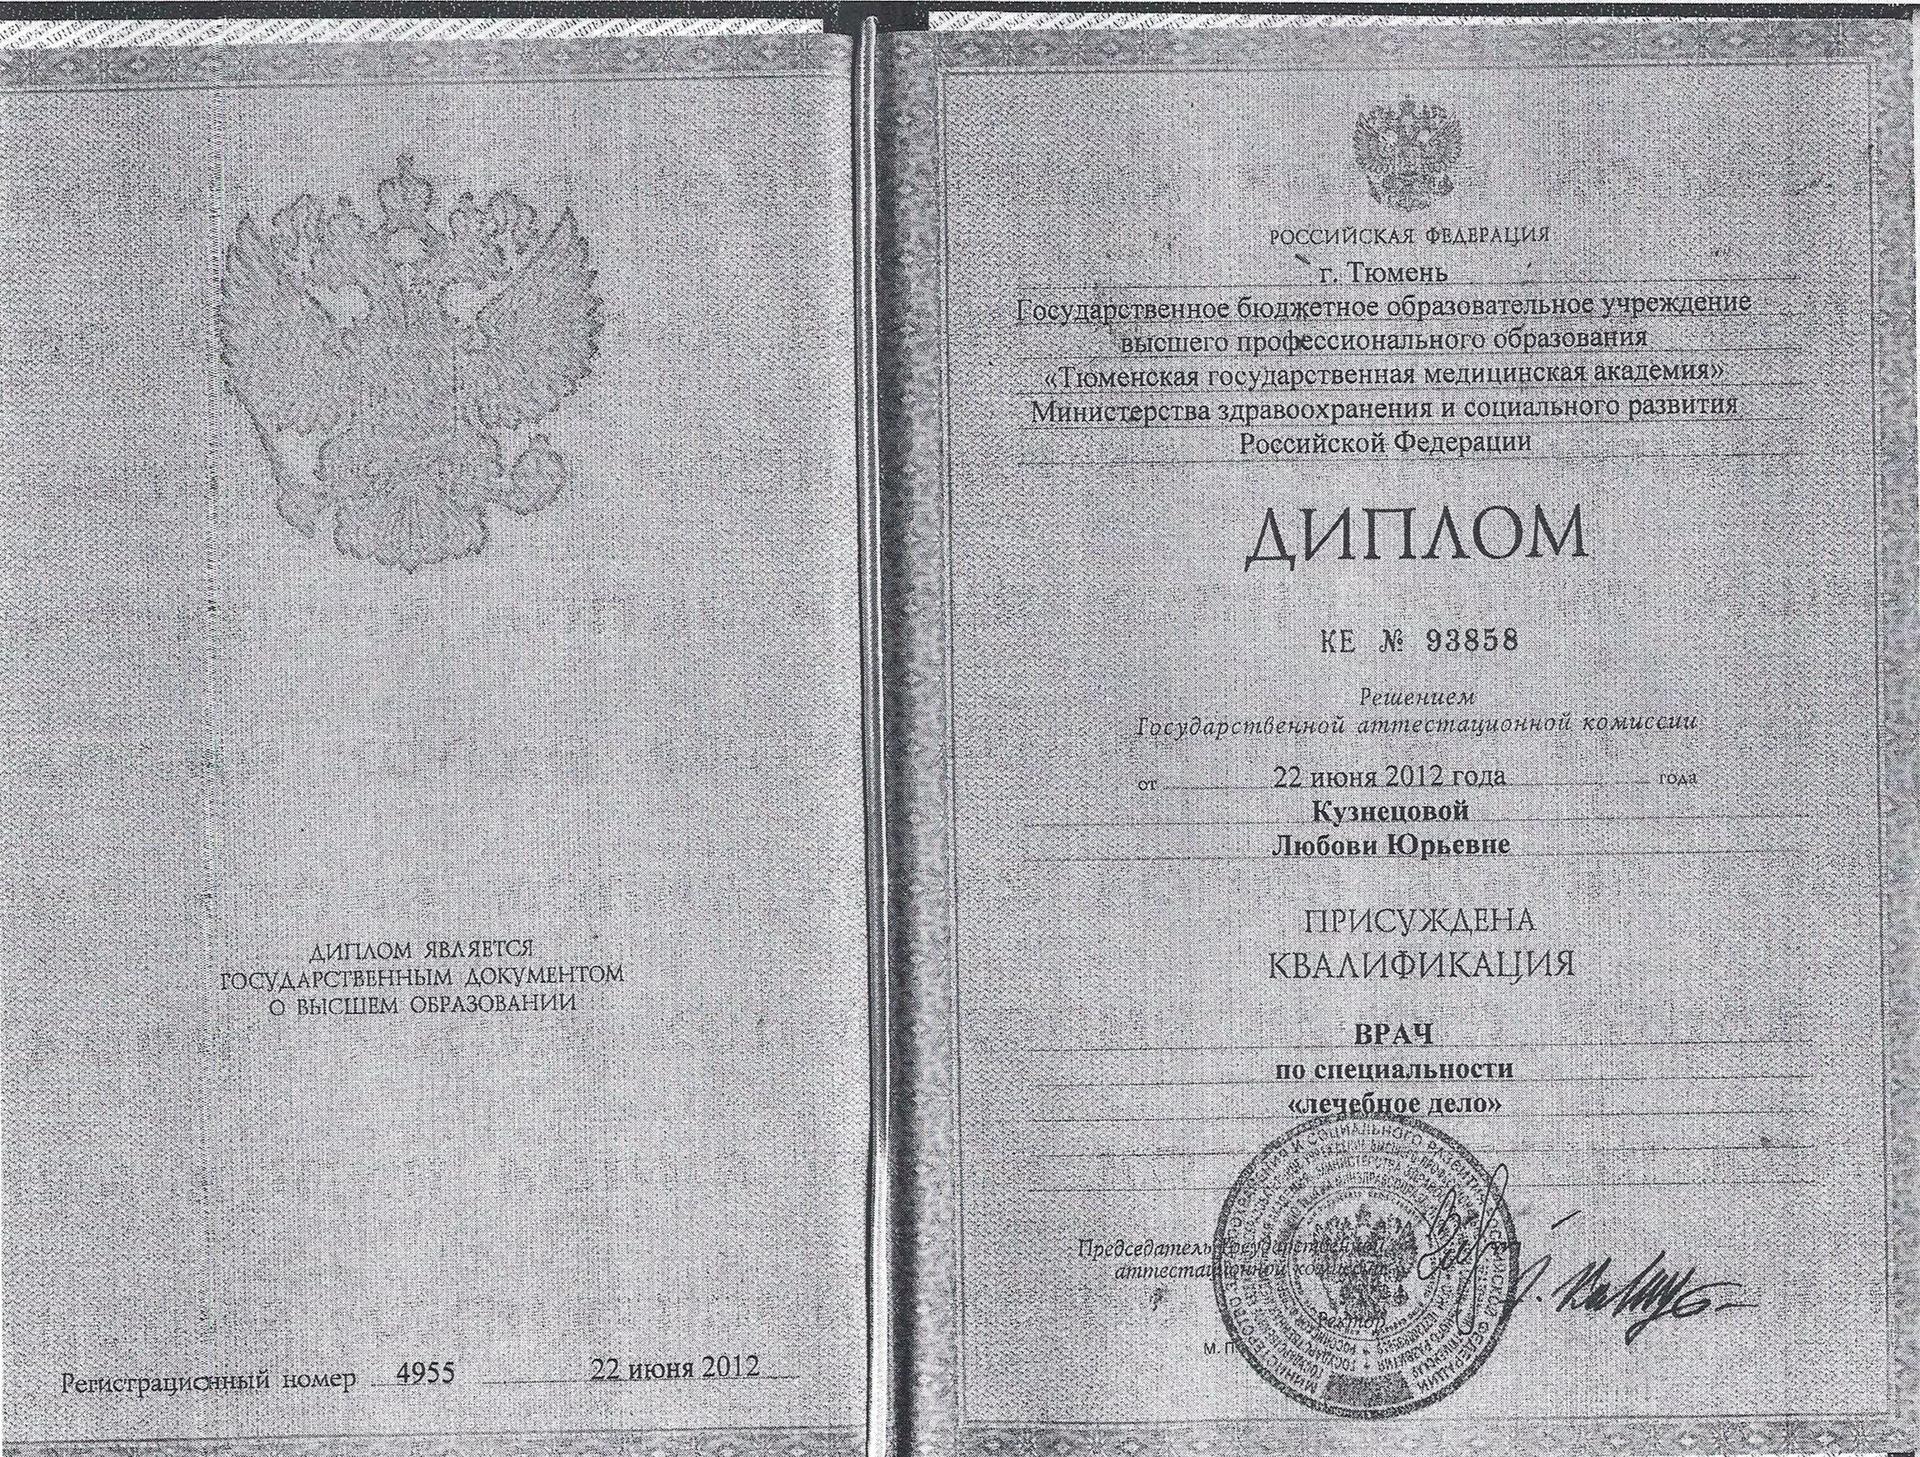 ДИПЛОМ ЯВЛЯЕТСЯ
ГОСУДАРСТВЕННЫМ ДОКУМЕНТОМ
О ВЫСШЕМ ОБРАЗОВАНИИ
Регистрационный номер 4955 22 июня 2012
РОССИЙСКАЯ ФЕДЕРАЦИЯ
г. Тюмень
Государственное бюджетное образовательное учреждение
высшего профессионального образования
«Тюменская государственная медицинская академия»
Министерства здравоохранения и социального развития
Российской Федерации
ДИПЛОМ
КЕ № 93858
Решением
Государственной аттестационной комиссии
от 22 июня 2012 года года
Кузнецовой
Любови Юрьевне
ПРИСУЖДЕНА
КВАЛИФИКАЦИЯ
ВРАЧ
по специальности
«лечебное дело»
Председатель Государственной
аттестационной комиссии
Ректор
М. П.